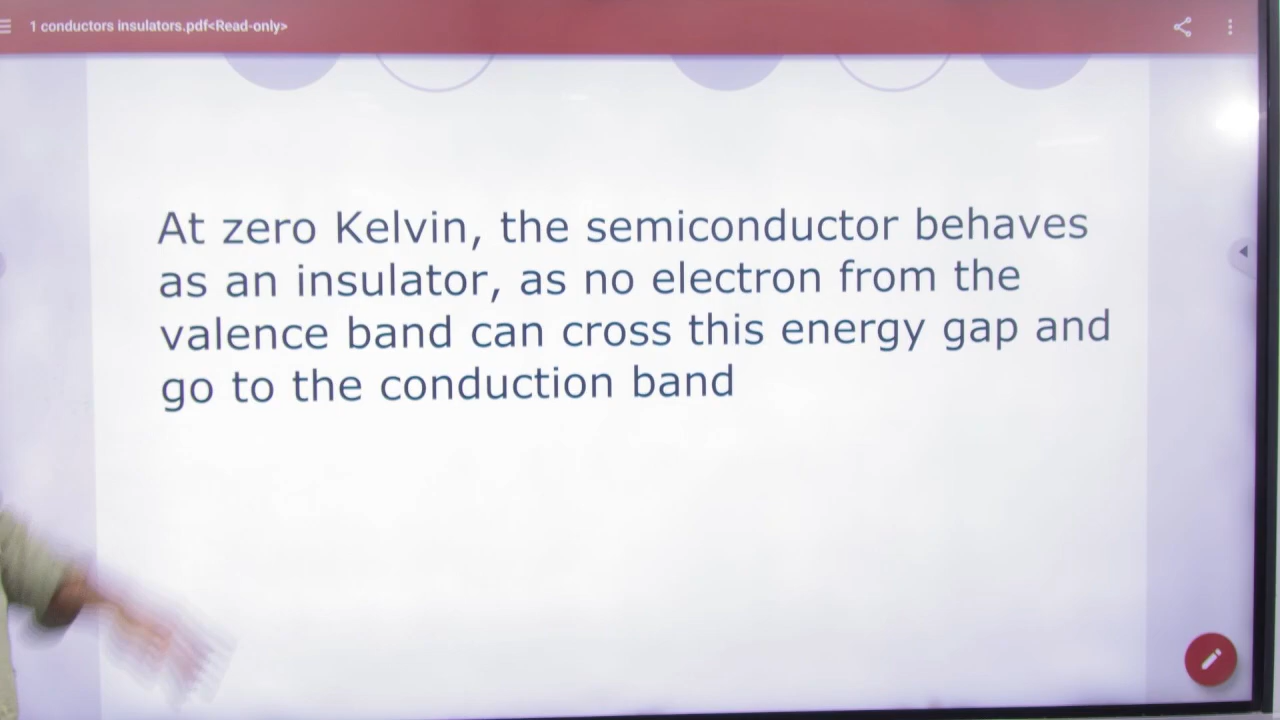 1 conductors insulators.pdf<Read-only>
At zero Kelvin, the semiconductor behaves
as an insulator, as no electron from the
valence band can cross this energy gap and
go to the conduction band